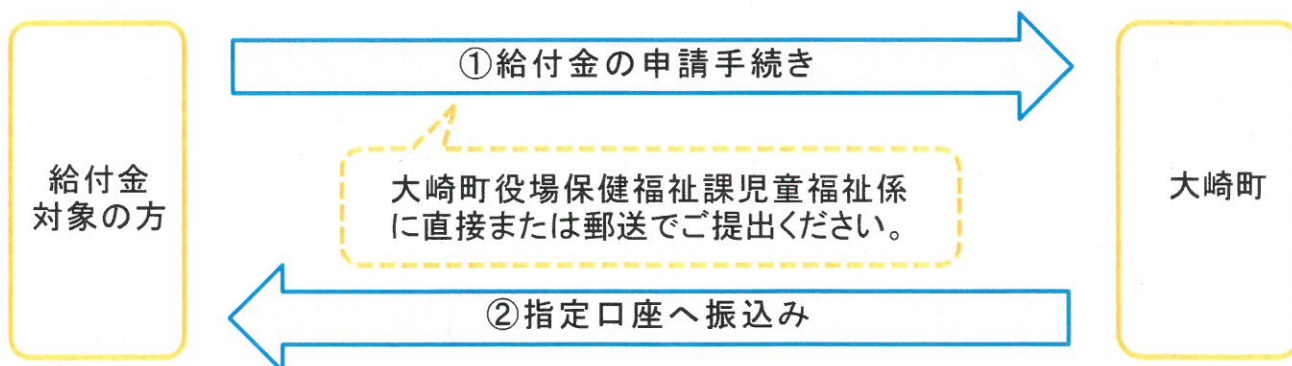 ①給付金の申請手続き
給付金
対象の方
大崎町役場保健福祉課児童福祉係
に直接または郵送でご提出ください。
大崎町
②指定口座へ振込み